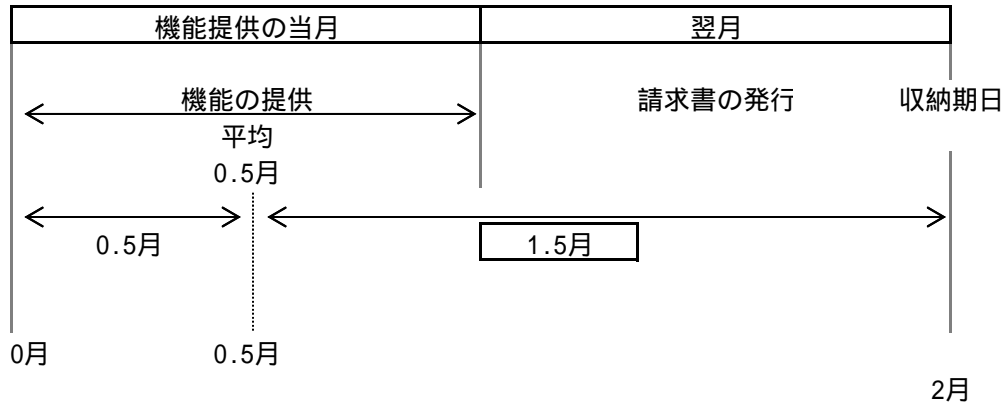 機能提供の当月 翌月
機能の提供 請求書の発行 収納期日
平均
0.5月
0.5月 1.5月
0月 0.5月
2月